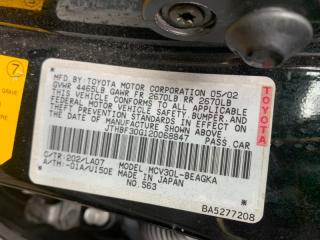 MFD. BY: TOYOTA MOTOR CORPORATION 05/02
GVWR 4465LB GAWR FR 2670LB RR 2670LB
THIS VEHICLE CONFORMS TO ALL APPLICABLE
FEDERAL MOTOR VEHICLE SAFETY, BUMPER, AND
THEFT PREVENTION STANDARDS IN EFFECT ON
THE DATE OF MANUFACTURE SHOWN ABOVE.
JTHBF30G120068847 PASS.CAR
C/TR: 202/LA07 MODEL: MCV30L-BEAGKA
A/TM: -01A/U150E MADE IN JAPAN
NO. 563
BA5277208
TOYOTA
7